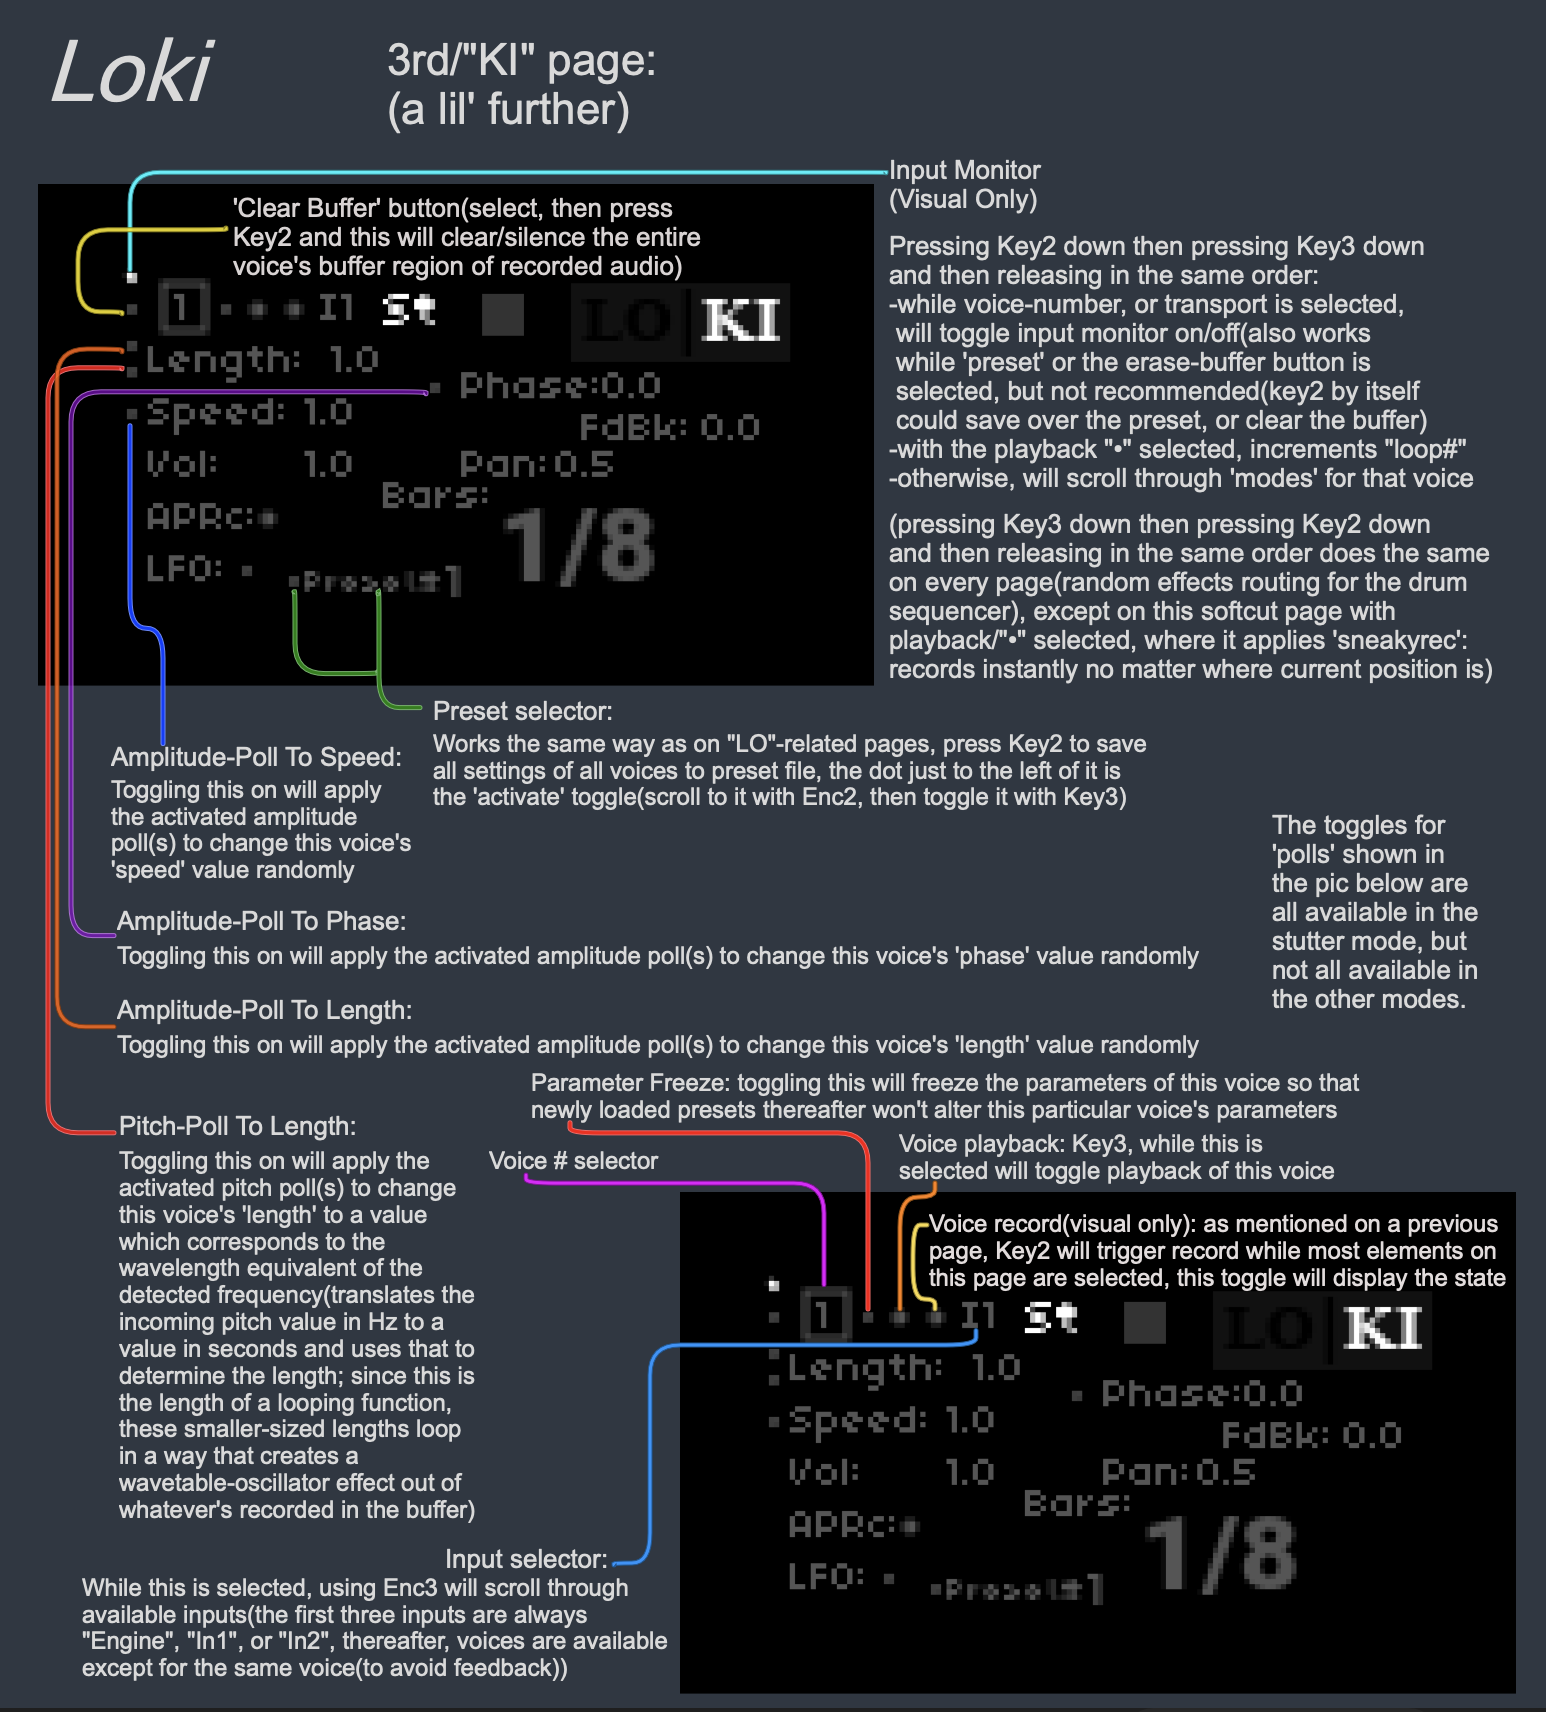 Loki
3rd/"KI" page:
(a lil' further)
Input Monitor
(Visual Only)
'Clear Buffer' button(select, then press
Key2 and this will clear/silence the entire
voice's buffer region of recorded audio)
1 I1 St LO KI
Length: 1.0
Phase:0.0
Speed: 1.0
FdBk: 0.0
Vol: 1.0 Pan:0.5
Bars:
APRc:
1/8
LFO:
Pressing Key2 down then pressing Key3 down
and then releasing in the same order:
-while voice-number, or transport is selected,
will toggle input monitor on/off(also works
while 'preset' or the erase-buffer button is
selected, but not recommended(key2 by itself
could save over the preset, or clear the buffer)
-with the playback "•" selected, increments "loop#"
-otherwise, will scroll through 'modes' for that voice
(pressing Key3 down then pressing Key2 down
and then releasing in the same order does the same
on every page(random effects routing for the drum
sequencer), except on this softcut page with
playback/"•" selected, where it applies 'sneakyrec':
records instantly no matter where current position is)
Preset selector:
Works the same way as on "LO"-related pages, press Key2 to save
all settings of all voices to preset file, the dot just to the left of it is
the 'activate' toggle(scroll to it with Enc2, then toggle it with Key3)
Amplitude-Poll To Speed:
Toggling this on will apply
the activated amplitude
poll(s) to change this voice's
'speed' value randomly
The toggles for
'polls' shown in
the pic below are
all available in the
stutter mode, but
not all available in
the other modes.
Amplitude-Poll To Phase:
Toggling this on will apply the activated amplitude poll(s) to change this voice's 'phase' value randomly
Amplitude-Poll To Length:
Toggling this on will apply the activated amplitude poll(s) to change this voice's 'length' value randomly
Parameter Freeze: toggling this will freeze the parameters of this voice so that
newly loaded presets thereafter won't alter this particular voice's parameters
Pitch-Poll To Length:
Toggling this on will apply the
activated pitch poll(s) to change
this voice's 'length' to a value
which corresponds to the
wavelength equivalent of the
detected frequency(translates the
incoming pitch value in Hz to a
value in seconds and uses that to
determine the length; since this is
the length of a looping function,
these smaller-sized lengths loop
in a way that creates a
wavetable-oscillator effect out of
whatever's recorded in the buffer)
Voice # selector
Voice playback: Key3, while this is
selected will toggle playback of this voice
Voice record(visual only): as mentioned on a previous
page, Key2 will trigger record while most elements on
this page are selected, this toggle will display the state
1 I1 St LO KI
Length: 1.0
Phase:0.0
Speed: 1.0
FdBk: 0.0
Vol: 1.0 Pan:0.5
Bars:
APRc:
1/8
LFO:
Input selector:
While this is selected, using Enc3 will scroll through
available inputs(the first three inputs are always
"Engine", "In1", or "In2", thereafter, voices are available
except for the same voice(to avoid feedback))